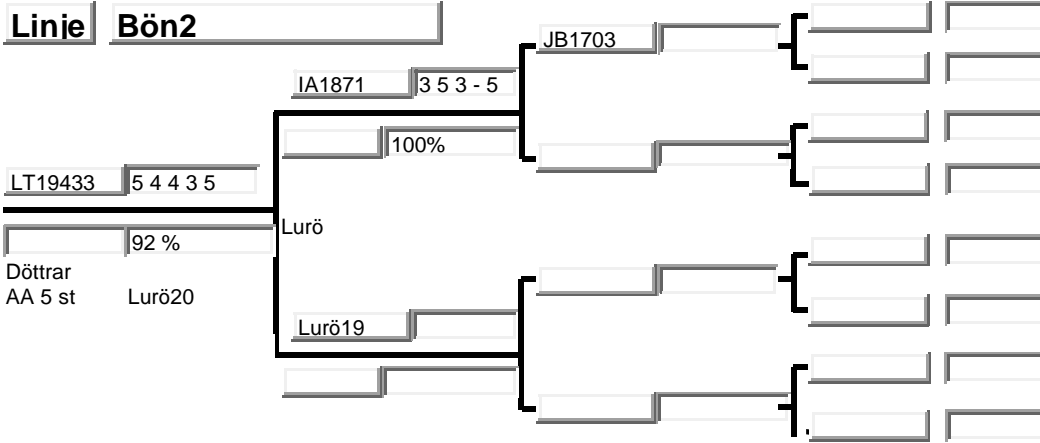 Linje Bön2
JB1703
IA1871 3 5 3 - 5
100%
LT19433 5 4 4 3 5
Lurö
92 %
Döttrar
AA 5 st Lurö20
Lurö19